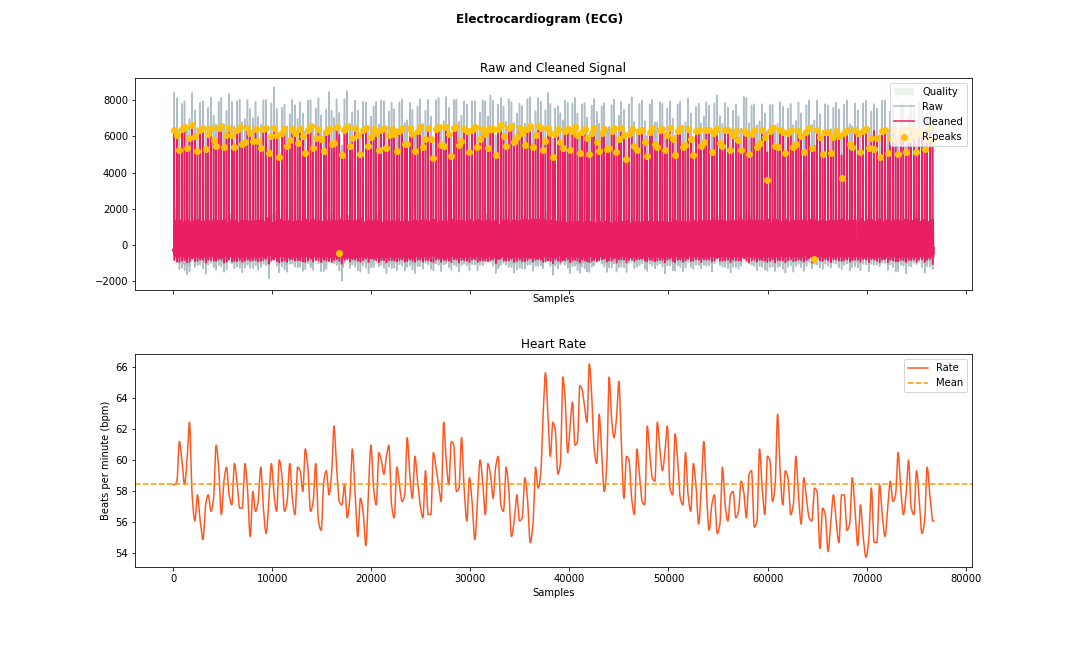 Electrocardiogram (ECG)
Raw and Cleaned Signal
8000
6000
4000
2000
0
−2000
Quality
Raw
Cleaned
R-peaks
Samples
Heart Rate
Beats per minute (bpm)
66
64
62
60
58
56
54
Rate
Mean
0 10000 20000 30000 40000 50000 60000 70000 80000
Samples